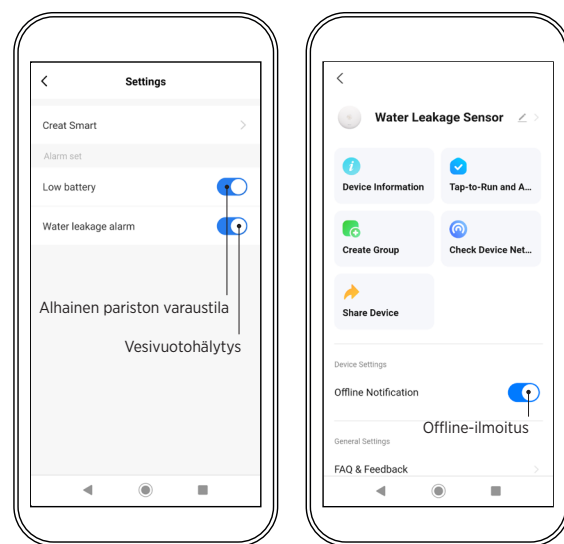 Settings
Creat Smart
Alarm set
Low battery
Water leakage alarm
Alhainen pariston varaustila
Vesivuotohälytys
Water Leakage Sensor
Device Information
Tap-to-Run and A...
Create Group
Check Device Net...
Share Device
Device Settings
Offline Notification
Offline-ilmoitus
General Settings
FAQ & Feedback